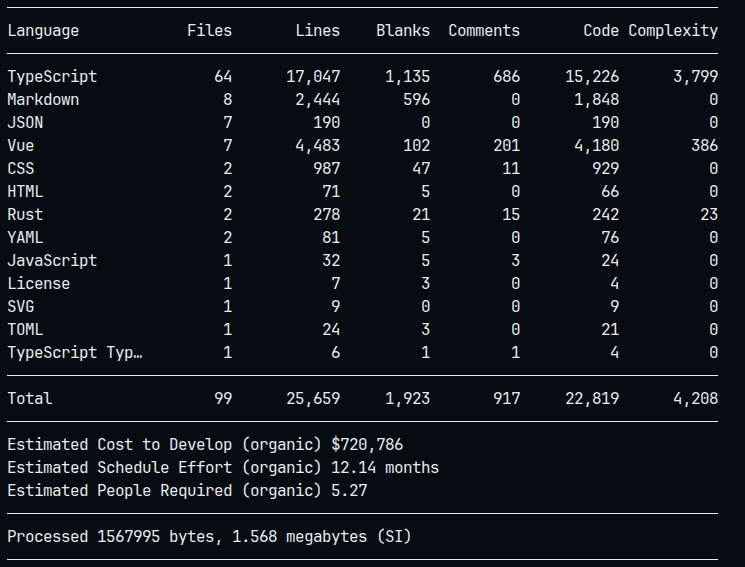 Language Files Lines Blanks Comments Code Complexity
TypeScript 64 17,047 1,135 686 15,226 3,799
Markdown 8 2,444 596 0 1,848 0
JSON 7 190 0 0 190 0
Vue 7 4,483 102 201 4,180 386
CSS 2 987 47 11 929 0
HTML 2 71 5 0 66 0
Rust 2 278 21 15 242 23
YAML 2 81 5 0 76 0
JavaScript 1 32 5 3 24 0
License 1 7 3 0 4 0
SVG 1 9 0 0 9 0
TOML 1 24 3 0 21 0
TypeScript Typ… 1 6 1 1 4 0
Total 99 25,659 1,923 917 22,819 4,208
Estimated Cost to Develop (organic) $720,786
Estimated Schedule Effort (organic) 12.14 months
Estimated People Required (organic) 5.27
Processed 1567995 bytes, 1.568 megabytes (SI)